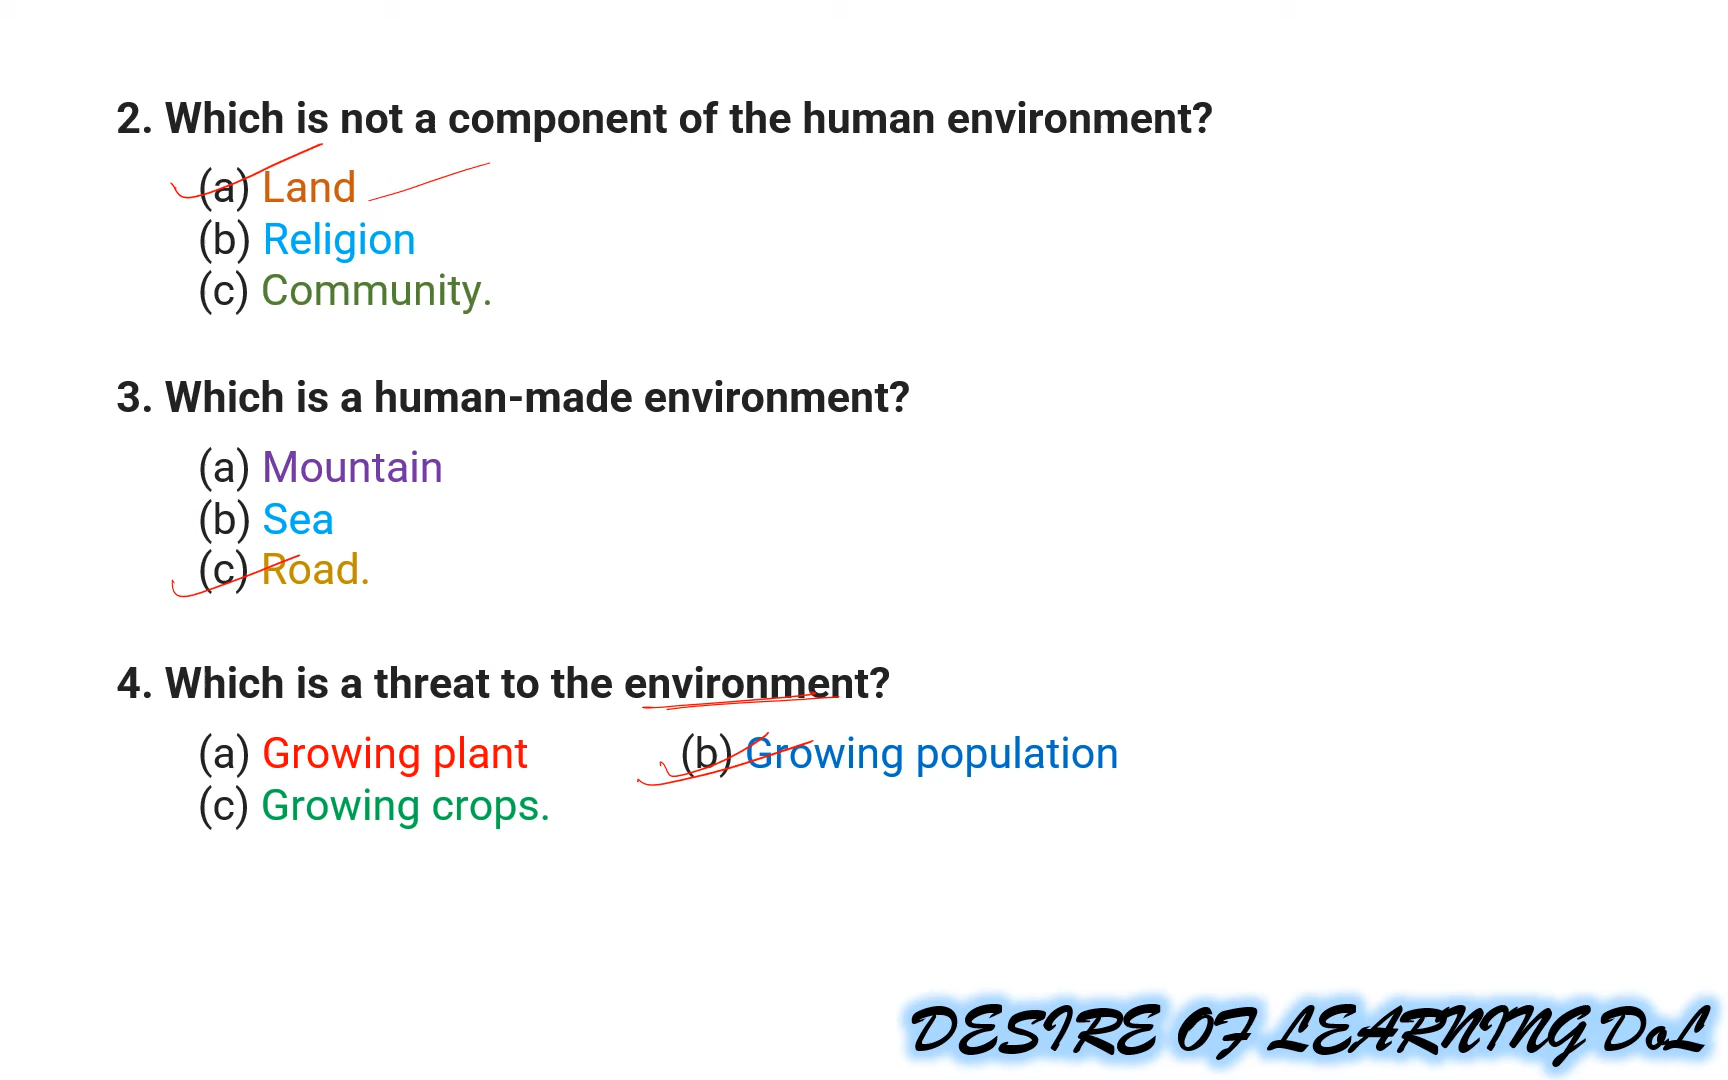 2. Which is not a component of the human environment?
(a) Land
(b) Religion
(c) Community.
3. Which is a human-made environment?
(a) Mountain
(b) Sea
(c) Road.
4. Which is a threat to the environment?
(a) Growing plant (b) Growing population
(c) Growing crops.
DESIRE OF LEARNING DoL